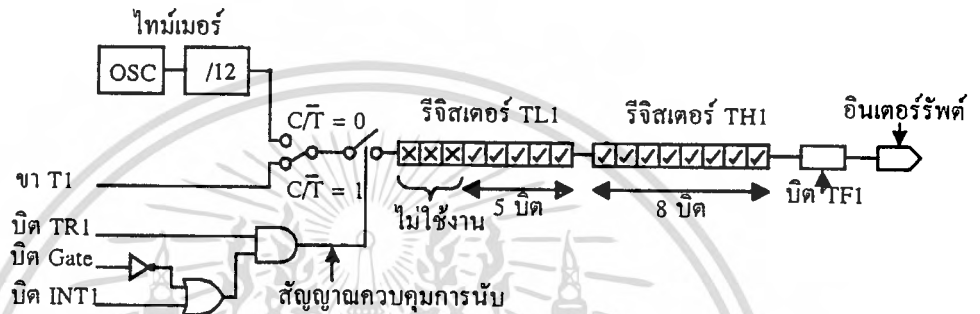 ไทม์เมอร์
OSC
/12
C/T̅ = 0
C/T̅ = 1
รีจิสเตอร์ TL1
รีจิสเตอร์ TH1
อินเตอร์รัพต์
ขา T1
ไม่ใช้งาน
5 บิต
8 บิต
บิต TF1
บิต TR1
บิต Gate
บิต INT1
สัญญาณควบคุมการนับ